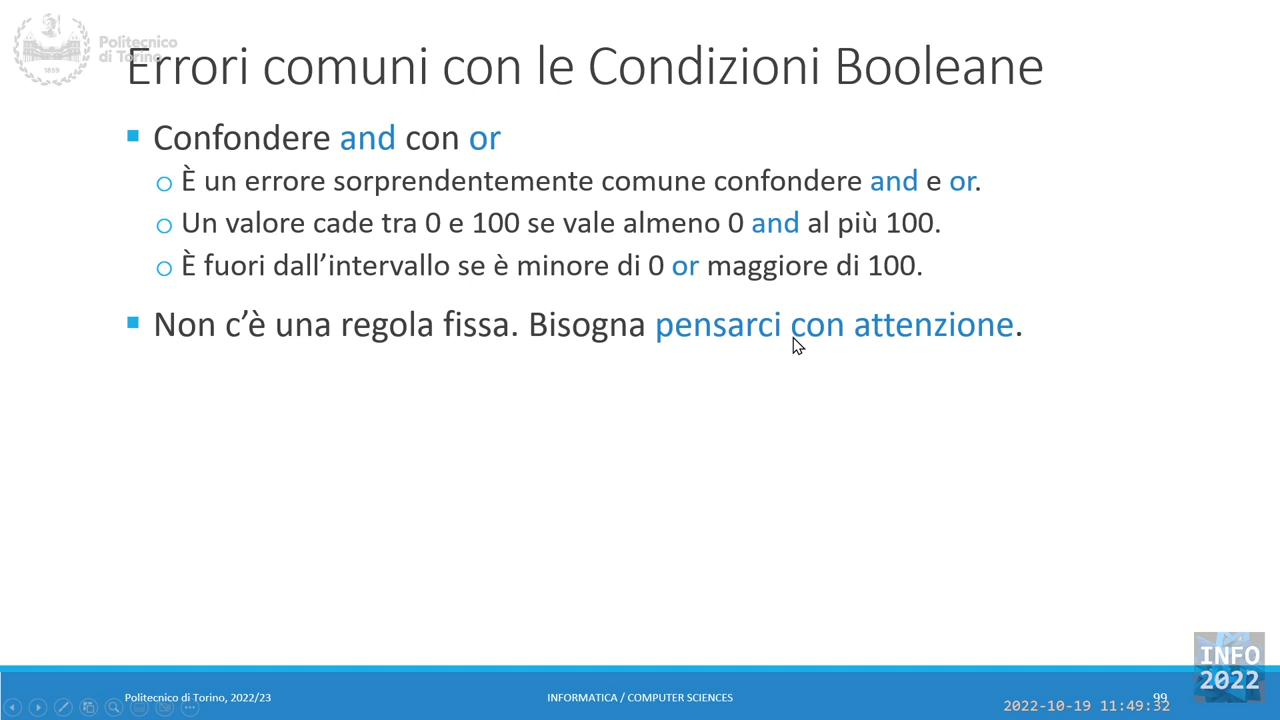 Politecnico
di Torino
1859
Errori comuni con le Condizioni Booleane
Confondere and con or
È un errore sorprendentemente comune confondere and e or.
Un valore cade tra 0 e 100 se vale almeno 0 and al più 100.
È fuori dall’intervallo se è minore di 0 or maggiore di 100.
Non c’è una regola fissa. Bisogna pensarci con attenzione.
INFO
2022
Politecnico di Torino, 2022/23
INFORMATICA / COMPUTER SCIENCES
99
2022-10-19 11:49:32